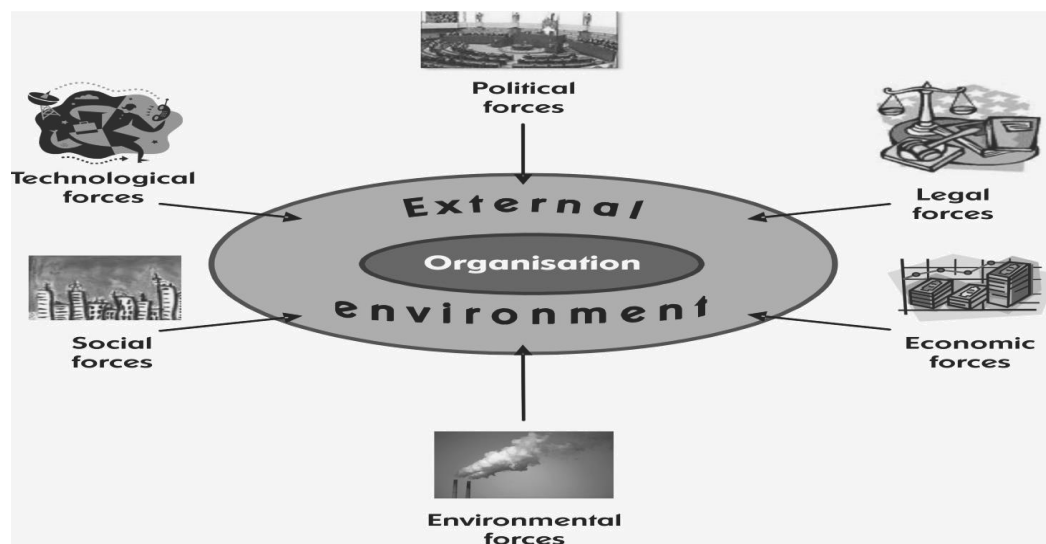 Political
forces
Technological
forces
Legal
forces
External
Organisation
environment
Social
forces
Economic
forces
Environmental
forces